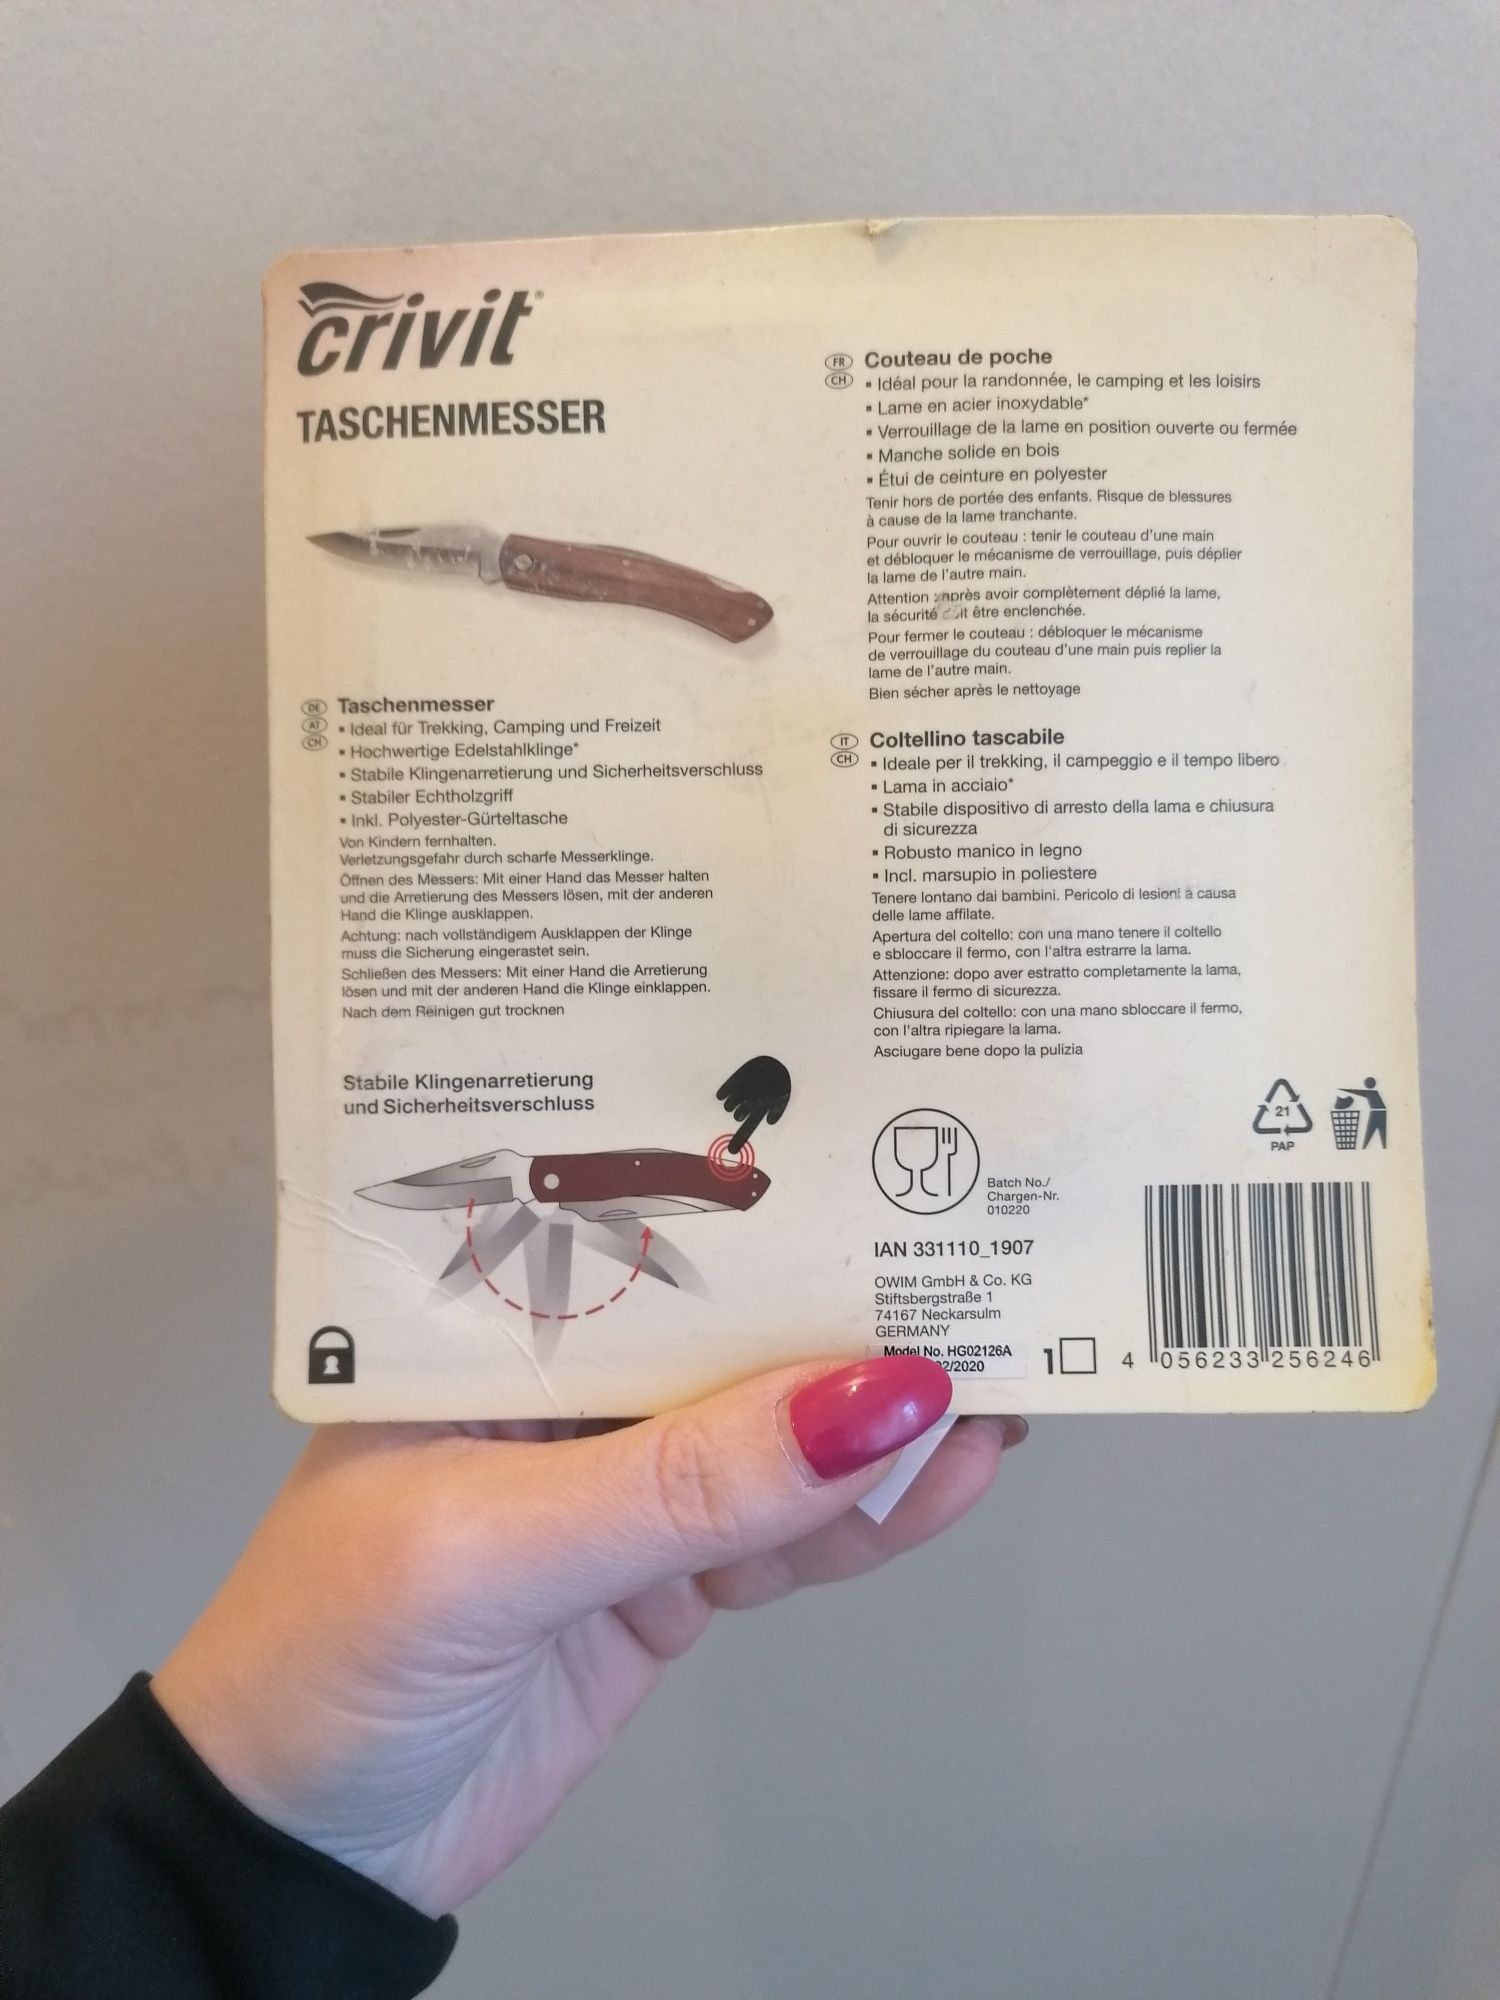 crivit®
TASCHENMESSER
DE
AT
CH
Taschenmesser
▪ Ideal für Trekking, Camping und Freizeit
▪ Hochwertige Edelstahlklinge*
▪ Stabile Klingenarretierung und Sicherheitsverschluss
▪ Stabiler Echtholzgriff
▪ Inkl. Polyester-Gürteltasche
Von Kindern fernhalten.
Verletzungsgefahr durch scharfe Messerklinge.
Öffnen des Messers: Mit einer Hand das Messer halten
und die Arretierung des Messers lösen, mit der anderen
Hand die Klinge ausklappen.
Achtung: nach vollständigem Ausklappen der Klinge
muss die Sicherung eingerastet sein.
Schließen des Messers: Mit einer Hand die Arretierung
lösen und mit der anderen Hand die Klinge einklappen.
Nach dem Reinigen gut trocknen
Stabile Klingenarretierung
und Sicherheitsverschluss
FR
CH
Couteau de poche
▪ Idéal pour la randonnée, le camping et les loisirs
▪ Lame en acier inoxydable*
▪ Verrouillage de la lame en position ouverte ou fermée
▪ Manche solide en bois
▪ Étui de ceinture en polyester
Tenir hors de portée des enfants. Risque de blessures
à cause de la lame tranchante.
Pour ouvrir le couteau : tenir le couteau d'une main
et débloquer le mécanisme de verrouillage, puis déplier
la lame de l'autre main.
Attention : après avoir complètement déplié la lame,
la sécurité doit être enclenchée.
Pour fermer le couteau : débloquer le mécanisme
de verrouillage du couteau d'une main puis replier la
lame de l'autre main.
Bien sécher après le nettoyage
IT
CH
Coltellino tascabile
▪ Ideale per il trekking, il campeggio e il tempo libero
▪ Lama in acciaio*
▪ Stabile dispositivo di arresto della lama e chiusura
di sicurezza
▪ Robusto manico in legno
▪ Incl. marsupio in poliestere
Tenere lontano dai bambini. Pericolo di lesioni a causa
delle lame affilate.
Apertura del coltello: con una mano tenere il coltello
e sbloccare il fermo, con l'altra estrarre la lama.
Attenzione: dopo aver estratto completamente la lama,
fissare il fermo di sicurezza.
Chiusura del coltello: con una mano sbloccare il fermo,
con l'altra ripiegare la lama.
Asciugare bene dopo la pulizia
21
PAP
Batch No./
Chargen-Nr.
010220
IAN 331110_1907
OWIM GmbH & Co. KG
Stiftsbergstraße 1
74167 Neckarsulm
GERMANY
Model No. HG02126A
2/2020
1
4 056233 256246